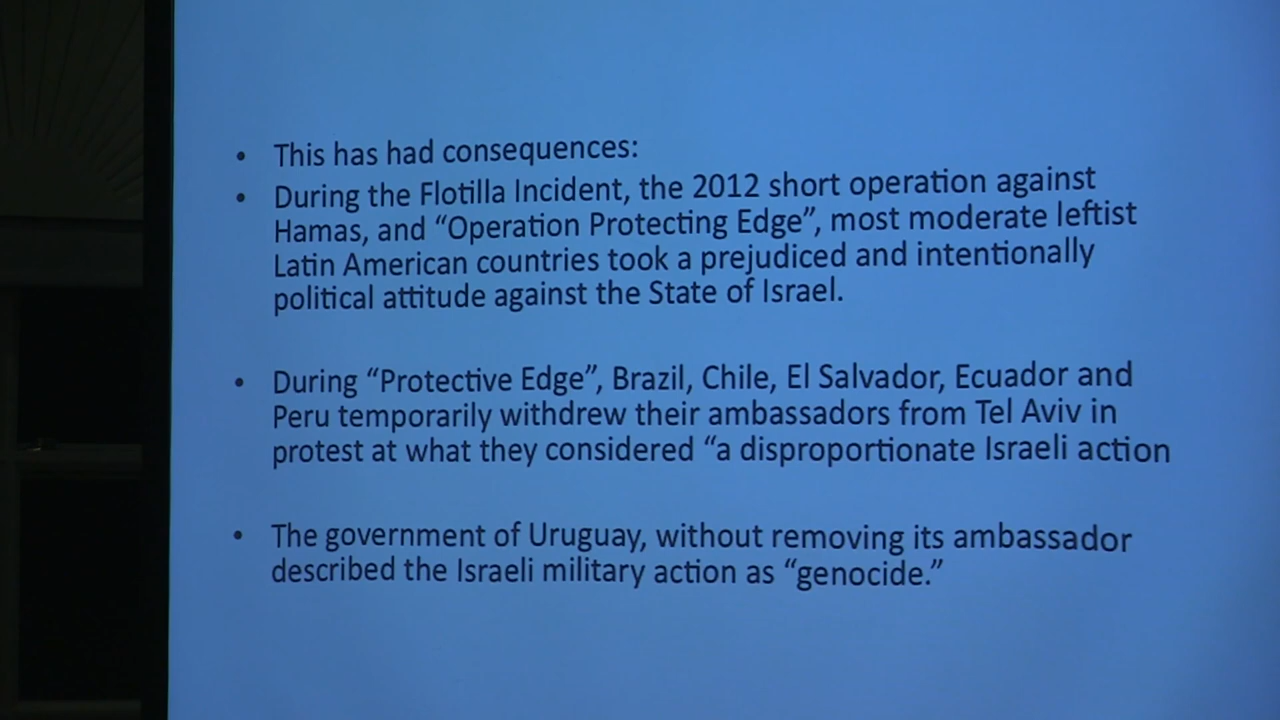 • This has had consequences:
• During the Flotilla Incident, the 2012 short operation against
Hamas, and “Operation Protecting Edge”, most moderate leftist
Latin American countries took a prejudiced and intentionally
political attitude against the State of Israel.
• During “Protective Edge”, Brazil, Chile, El Salvador, Ecuador and
Peru temporarily withdrew their ambassadors from Tel Aviv in
protest at what they considered “a disproportionate Israeli action
• The government of Uruguay, without removing its ambassador
described the Israeli military action as “genocide.”